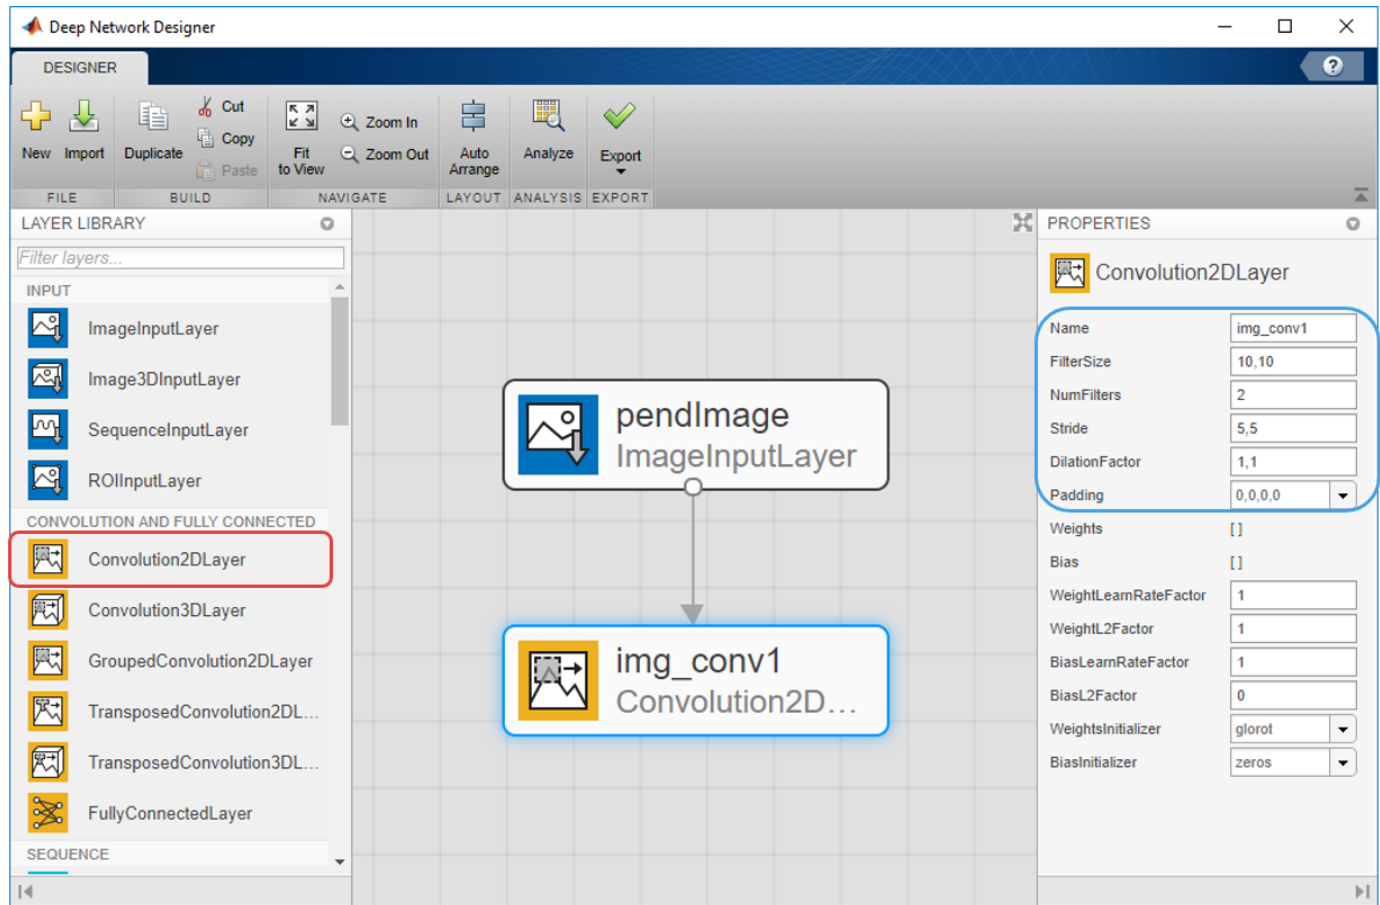 Deep Network Designer
DESIGNER
?
New
Import
Duplicate
Cut
Copy
Paste
Fit
to View
Zoom In
Zoom Out
Auto
Arrange
Analyze
Export
FILE
BUILD
NAVIGATE
LAYOUT
ANALYSIS
EXPORT
LAYER LIBRARY
Filter layers...
INPUT
ImageInputLayer
Image3DInputLayer
SequenceInputLayer
ROIInputLayer
CONVOLUTION AND FULLY CONNECTED
Convolution2DLayer
Convolution3DLayer
GroupedConvolution2DLayer
TransposedConvolution2DL...
TransposedConvolution3DL...
FullyConnectedLayer
SEQUENCE
pendImage
ImageInputLayer
img_conv1
Convolution2D...
PROPERTIES
Convolution2DLayer
Name img_conv1
FilterSize 10,10
NumFilters 2
Stride 5,5
DilationFactor 1,1
Padding 0,0,0,0
Weights []
Bias []
WeightLearnRateFactor 1
WeightL2Factor 1
BiasLearnRateFactor 1
BiasL2Factor 0
WeightsInitializer glorot
BiasInitializer zeros